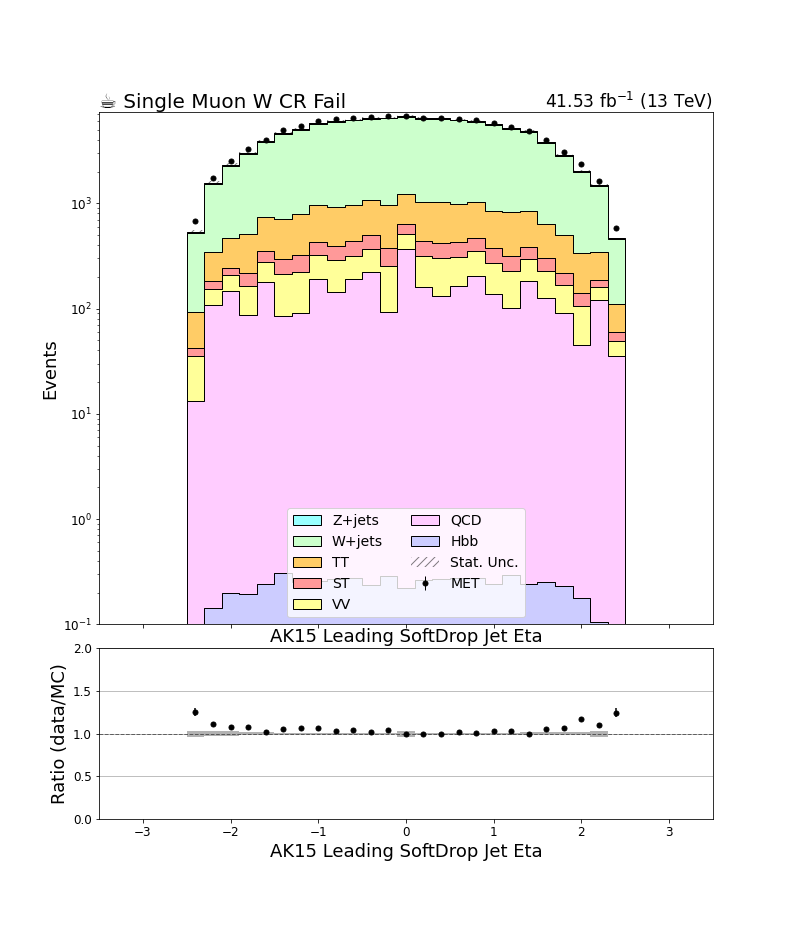 ☕ Single Muon W CR Fail
41.53 fb⁻¹ (13 TeV)
Events
10³
10²
10¹
10⁰
10⁻¹
Z+jets
W+jets
TT
ST
VV
QCD
Hbb
Stat. Unc.
MET
AK15 Leading SoftDrop Jet Eta
Ratio (data/MC)
2.0
1.5
1.0
0.5
0.0
−3 −2 −1 0 1 2 3
AK15 Leading SoftDrop Jet Eta